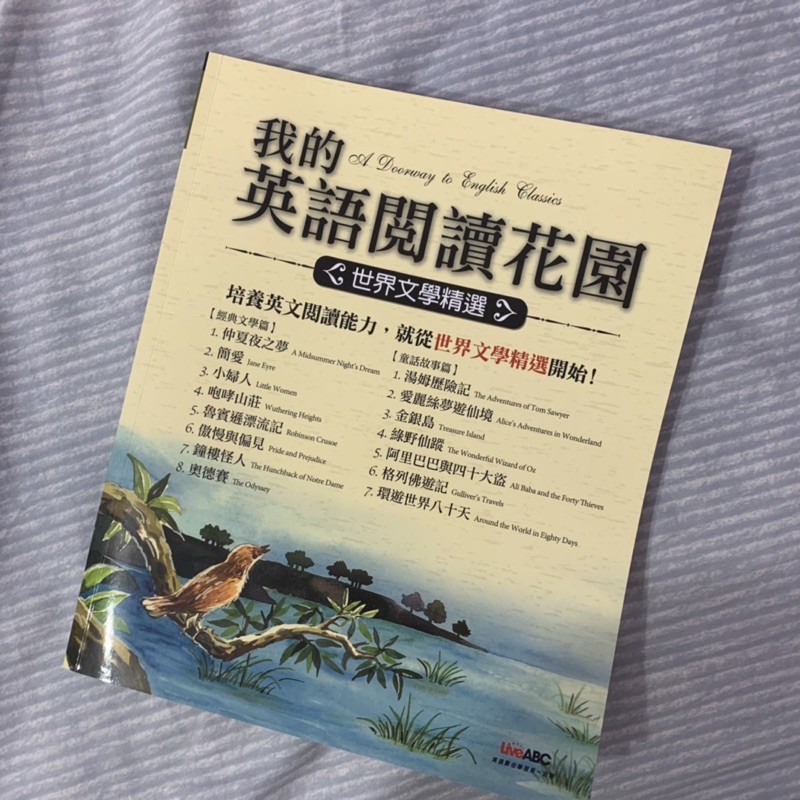 我的
A Doorway to English Classics
英語閱讀花園
世界文學精選
培養英文閱讀能力，就從世界文學精選開始！
【經典文學篇】
1. 仲夏夜之夢 A Midsummer Night's Dream
2. 簡愛 Jane Eyre
3. 小婦人 Little Women
4. 咆哮山莊 Wuthering Heights
5. 魯賓遜漂流記 Robinson Crusoe
6. 傲慢與偏見 Pride and Prejudice
7. 鐘樓怪人 The Hunchback of Notre Dame
8. 奧德賽 The Odyssey
【童話故事篇】
1. 湯姆歷險記 The Adventures of Tom Sawyer
2. 愛麗絲夢遊仙境 Alice's Adventures in Wonderland
3. 金銀島 Treasure Island
4. 綠野仙蹤 The Wonderful Wizard of Oz
5. 阿里巴巴與四十大盜 Ali Baba and the Forty Thieves
6. 格列佛遊記 Gulliver's Travels
7. 環遊世界八十天 Around the World in Eighty Days
LiveABC